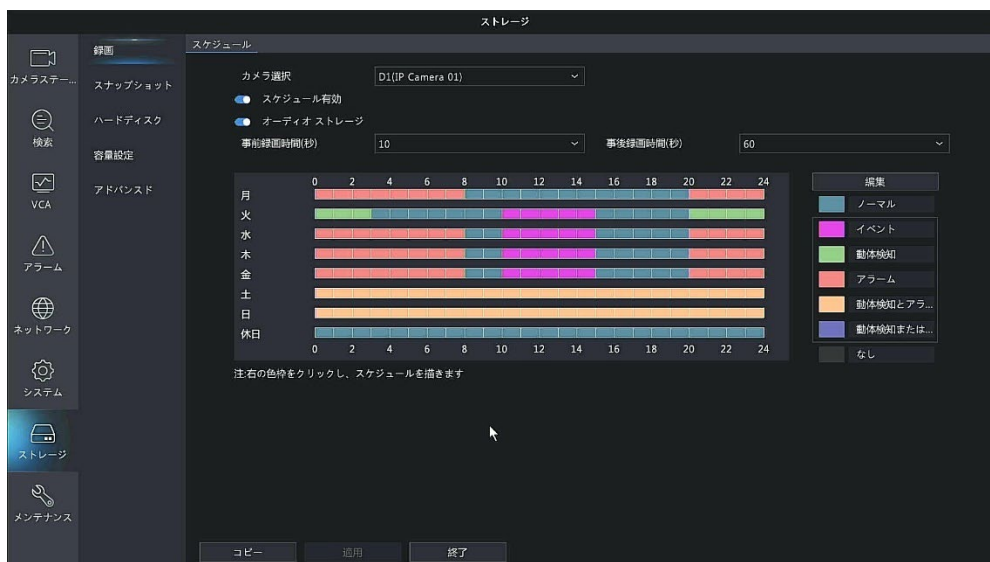 ストレージ
カメラステー...
検索
VCA
アラーム
ネットワーク
システム
ストレージ
メンテナンス
録画
スナップショット
ハードディスク
容量設定
アドバンスド
スケジュール
カメラ選択 D1(IP Camera 01)
スケジュール有効
オーディオ ストレージ
事前録画時間(秒) 10 事後録画時間(秒) 60
0 2 4 6 8 10 12 14 16 18 20 22 24
月
火
水
木
金
土
日
休日
0 2 4 6 8 10 12 14 16 18 20 22 24
編集
ノーマル
イベント
動体検知
アラーム
動体検知とアラ...
動体検知または...
なし
注:右の色枠をクリックし、スケジュールを描きます
コピー 適用 終了